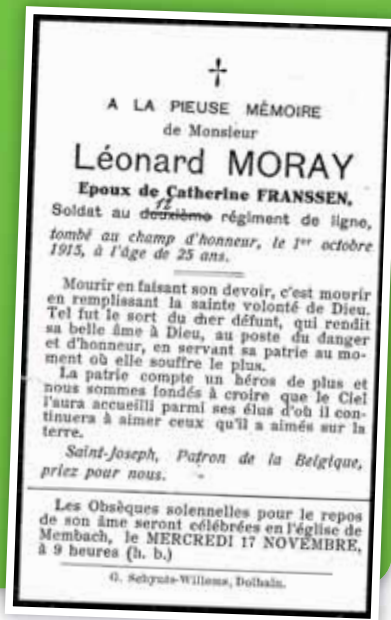 A LA PIEUSE MÉMOIRE
de Monsieur
Léonard MORAY
Epoux de Catherine FRANSSEN,
12
Soldat au deuxième régiment de ligne,
tombé au champ d'honneur, le 1er octobre
1915, à l'âge de 25 ans.
Mourir en faisant son devoir, c'est mourir
en remplissant la sainte volonté de Dieu.
Tel fut le sort du cher défunt, qui rendit
sa belle âme à Dieu, au poste du danger
et d'honneur, en servant sa patrie au mo-
ment où elle souffre le plus.
La patrie compte un héros de plus et
nous sommes fondés à croire que le Ciel
l'aura accueilli parmi ses élus d'où il con-
tinuera à aimer ceux qu'il a aimés sur la
terre.
Saint-Joseph, Patron de la Belgique,
priez pour nous.
Les Obsèques solennelles pour le repos
de son âme seront célébrées en l'église de
Membach, le MERCREDI 17 NOVEMBRE,
à 9 heures (h. b.)
G. Schyns-Willems, Dolhain.